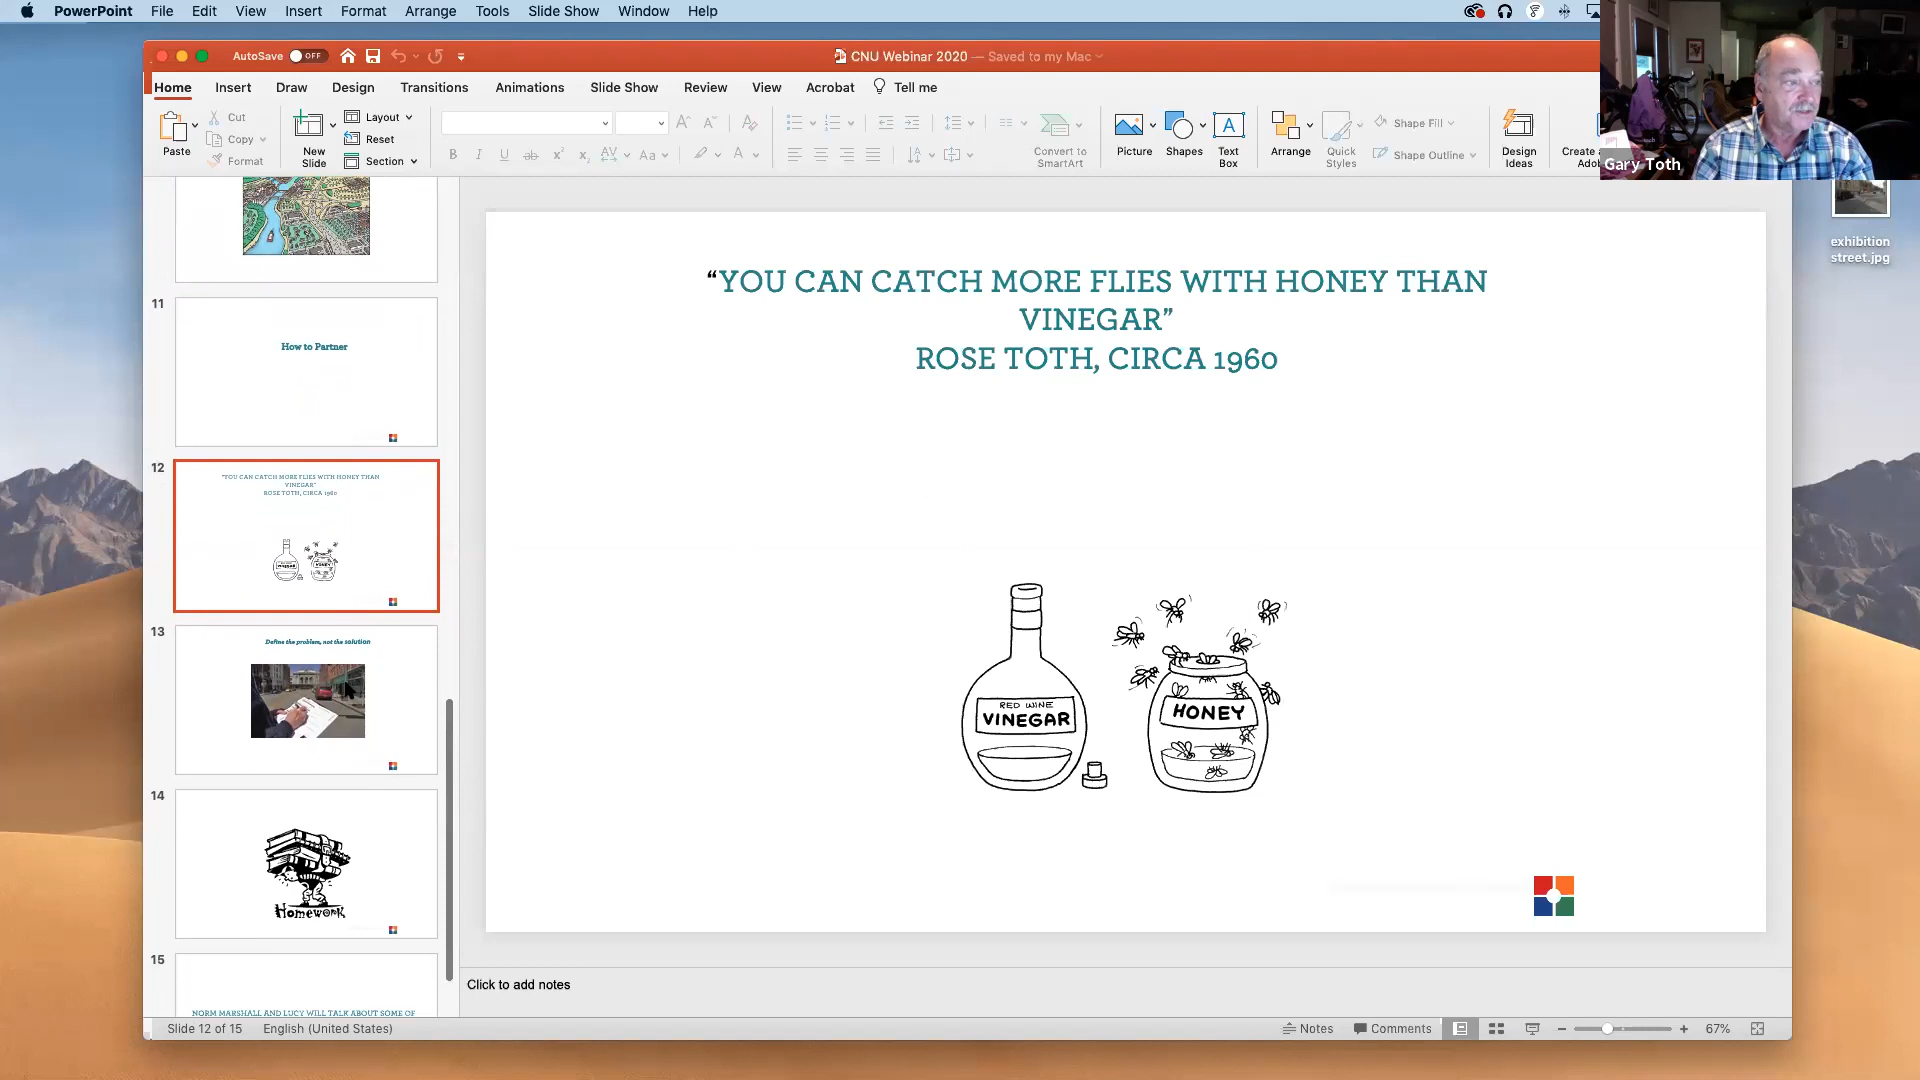 PowerPoint File Edit View Insert Format Arrange Tools Slide Show Window Help
AutoSave OFF
CNU Webinar 2020 — Saved to my Mac
Home Insert Draw Design Transitions Animations Slide Show Review View Acrobat Tell me
Paste
Cut
Copy
Format
New
Slide
Layout
Reset
Section
Convert to
SmartArt
Picture
Shapes
Text
Box
Arrange
Quick
Styles
Shape Fill
Shape Outline
Design
Ideas
Gary Toth
exhibition
street.jpg
11
How to Partner
12
“YOU CAN CATCH MORE FLIES WITH HONEY THAN
VINEGAR”
ROSE TOTH, CIRCA 1960
13
Define the problem, not the solution
14
Homework
15
NORM MARSHALL AND LUCY WILL TALK ABOUT SOME OF
“YOU CAN CATCH MORE FLIES WITH HONEY THAN
VINEGAR”
ROSE TOTH, CIRCA 1960
RED WINE
VINEGAR
HONEY
Click to add notes
Slide 12 of 15 English (United States)
Notes Comments 67%